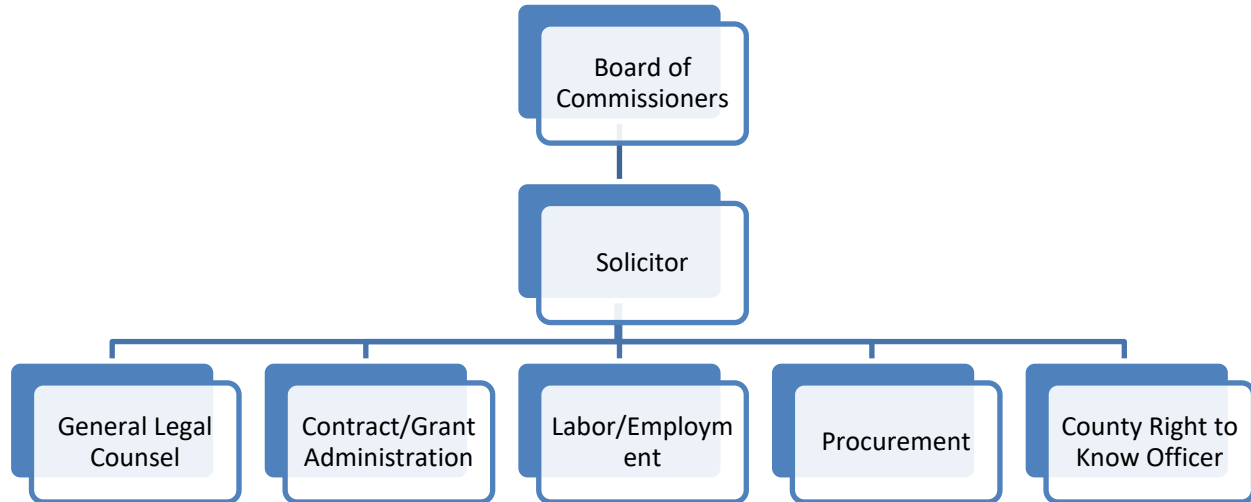 Board of
Commissioners
Solicitor
General Legal
Counsel
Contract/Grant
Administration
Labor/Employm
ent
Procurement
County Right to
Know Officer